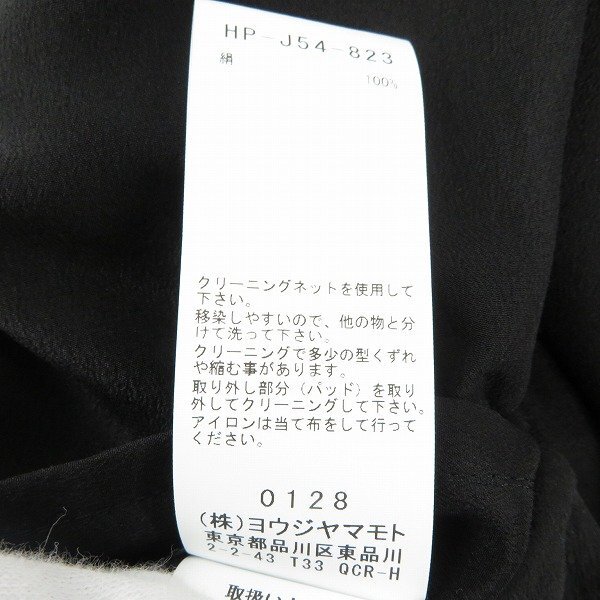 HP-J54-823
絹
100%
クリーニングネットを使用して
下さい。
移染しやすいので、他の物と分
けて洗って下さい。
クリーニングで多少の型くずれ
や縮む事があります。
取り外し部分（パッド）を取り
外してクリーニングして下さい。
アイロンは当て布をして行って
ください。
0128
(株)ヨウジヤマモト
東京都品川区東品川
2-2-43 T33 QCR-H